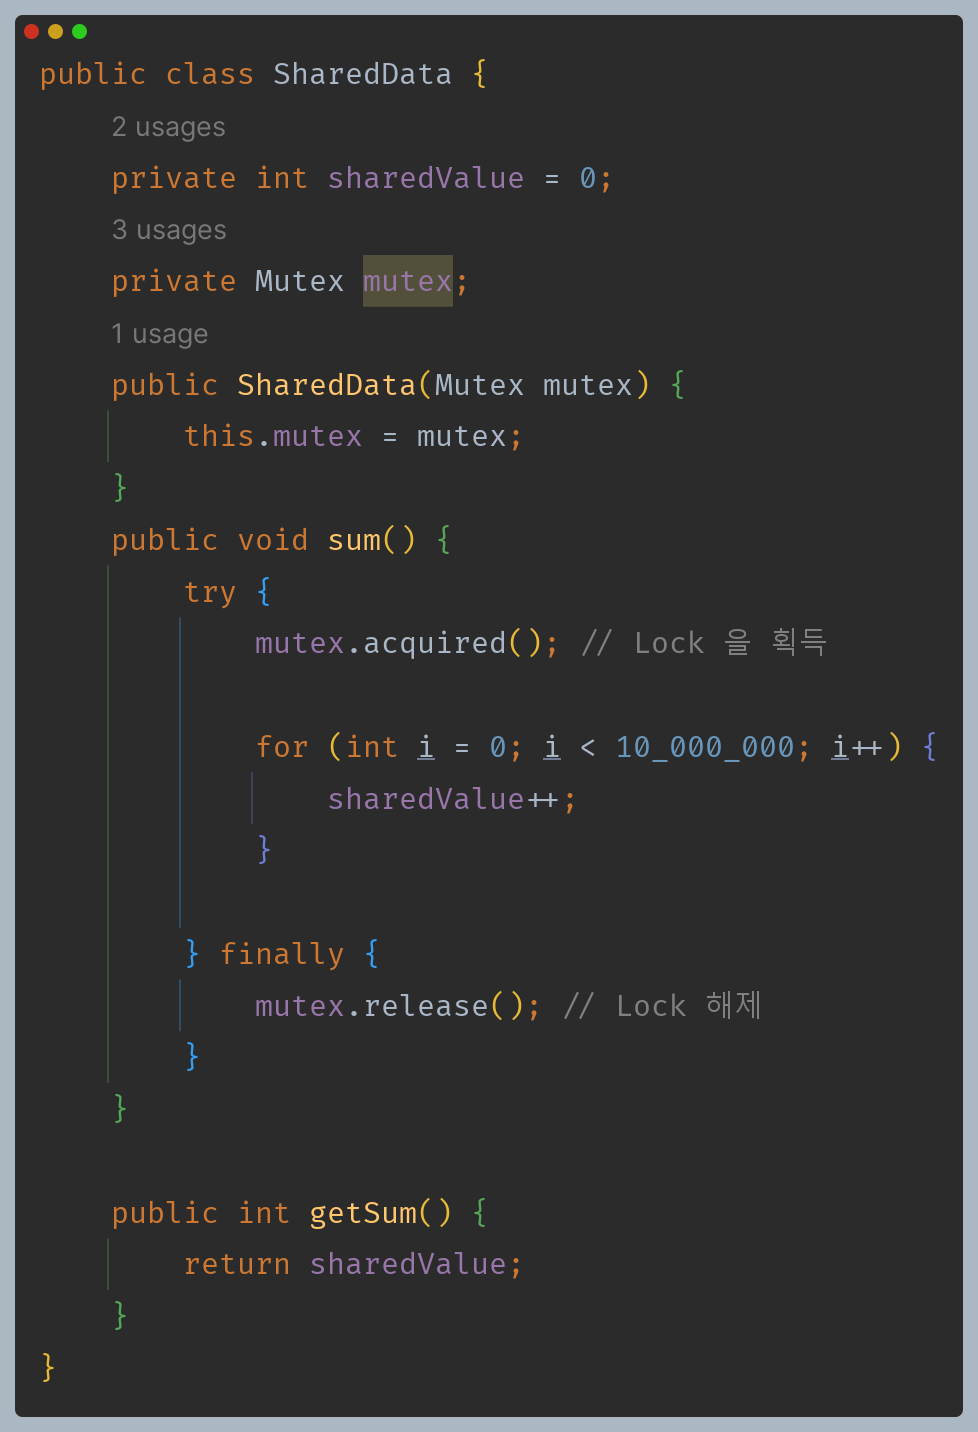 public class SharedData {
2 usages
private int sharedValue = 0;
3 usages
private Mutex mutex;
1 usage
public SharedData(Mutex mutex) {
this.mutex = mutex;
}
public void sum() {
try {
mutex.acquired(); // Lock 을 획득
for (int i = 0; i < 10_000_000; i++) {
sharedValue++;
}
} finally {
mutex.release(); // Lock 해제
}
}
public int getSum() {
return sharedValue;
}
}